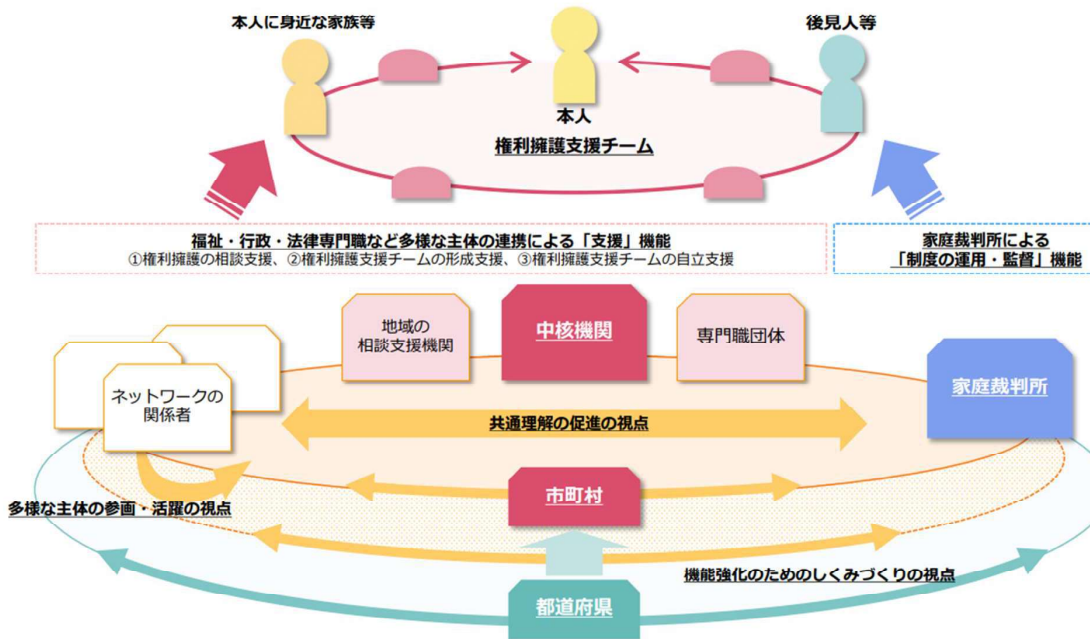 本人に身近な家族等
後見人等
本人
権利擁護支援チーム
福祉・行政・法律専門職など多様な主体の連携による「支援」機能
①権利擁護の相談支援、②権利擁護支援チームの形成支援、③権利擁護支援チームの自立支援
家庭裁判所による
「制度の運用・監督」機能
地域の
相談支援機関
中核機関
専門職団体
ネットワークの
関係者
家庭裁判所
共通理解の促進の視点
市町村
多様な主体の参画・活躍の視点
機能強化のためのしくみづくりの視点
都道府県